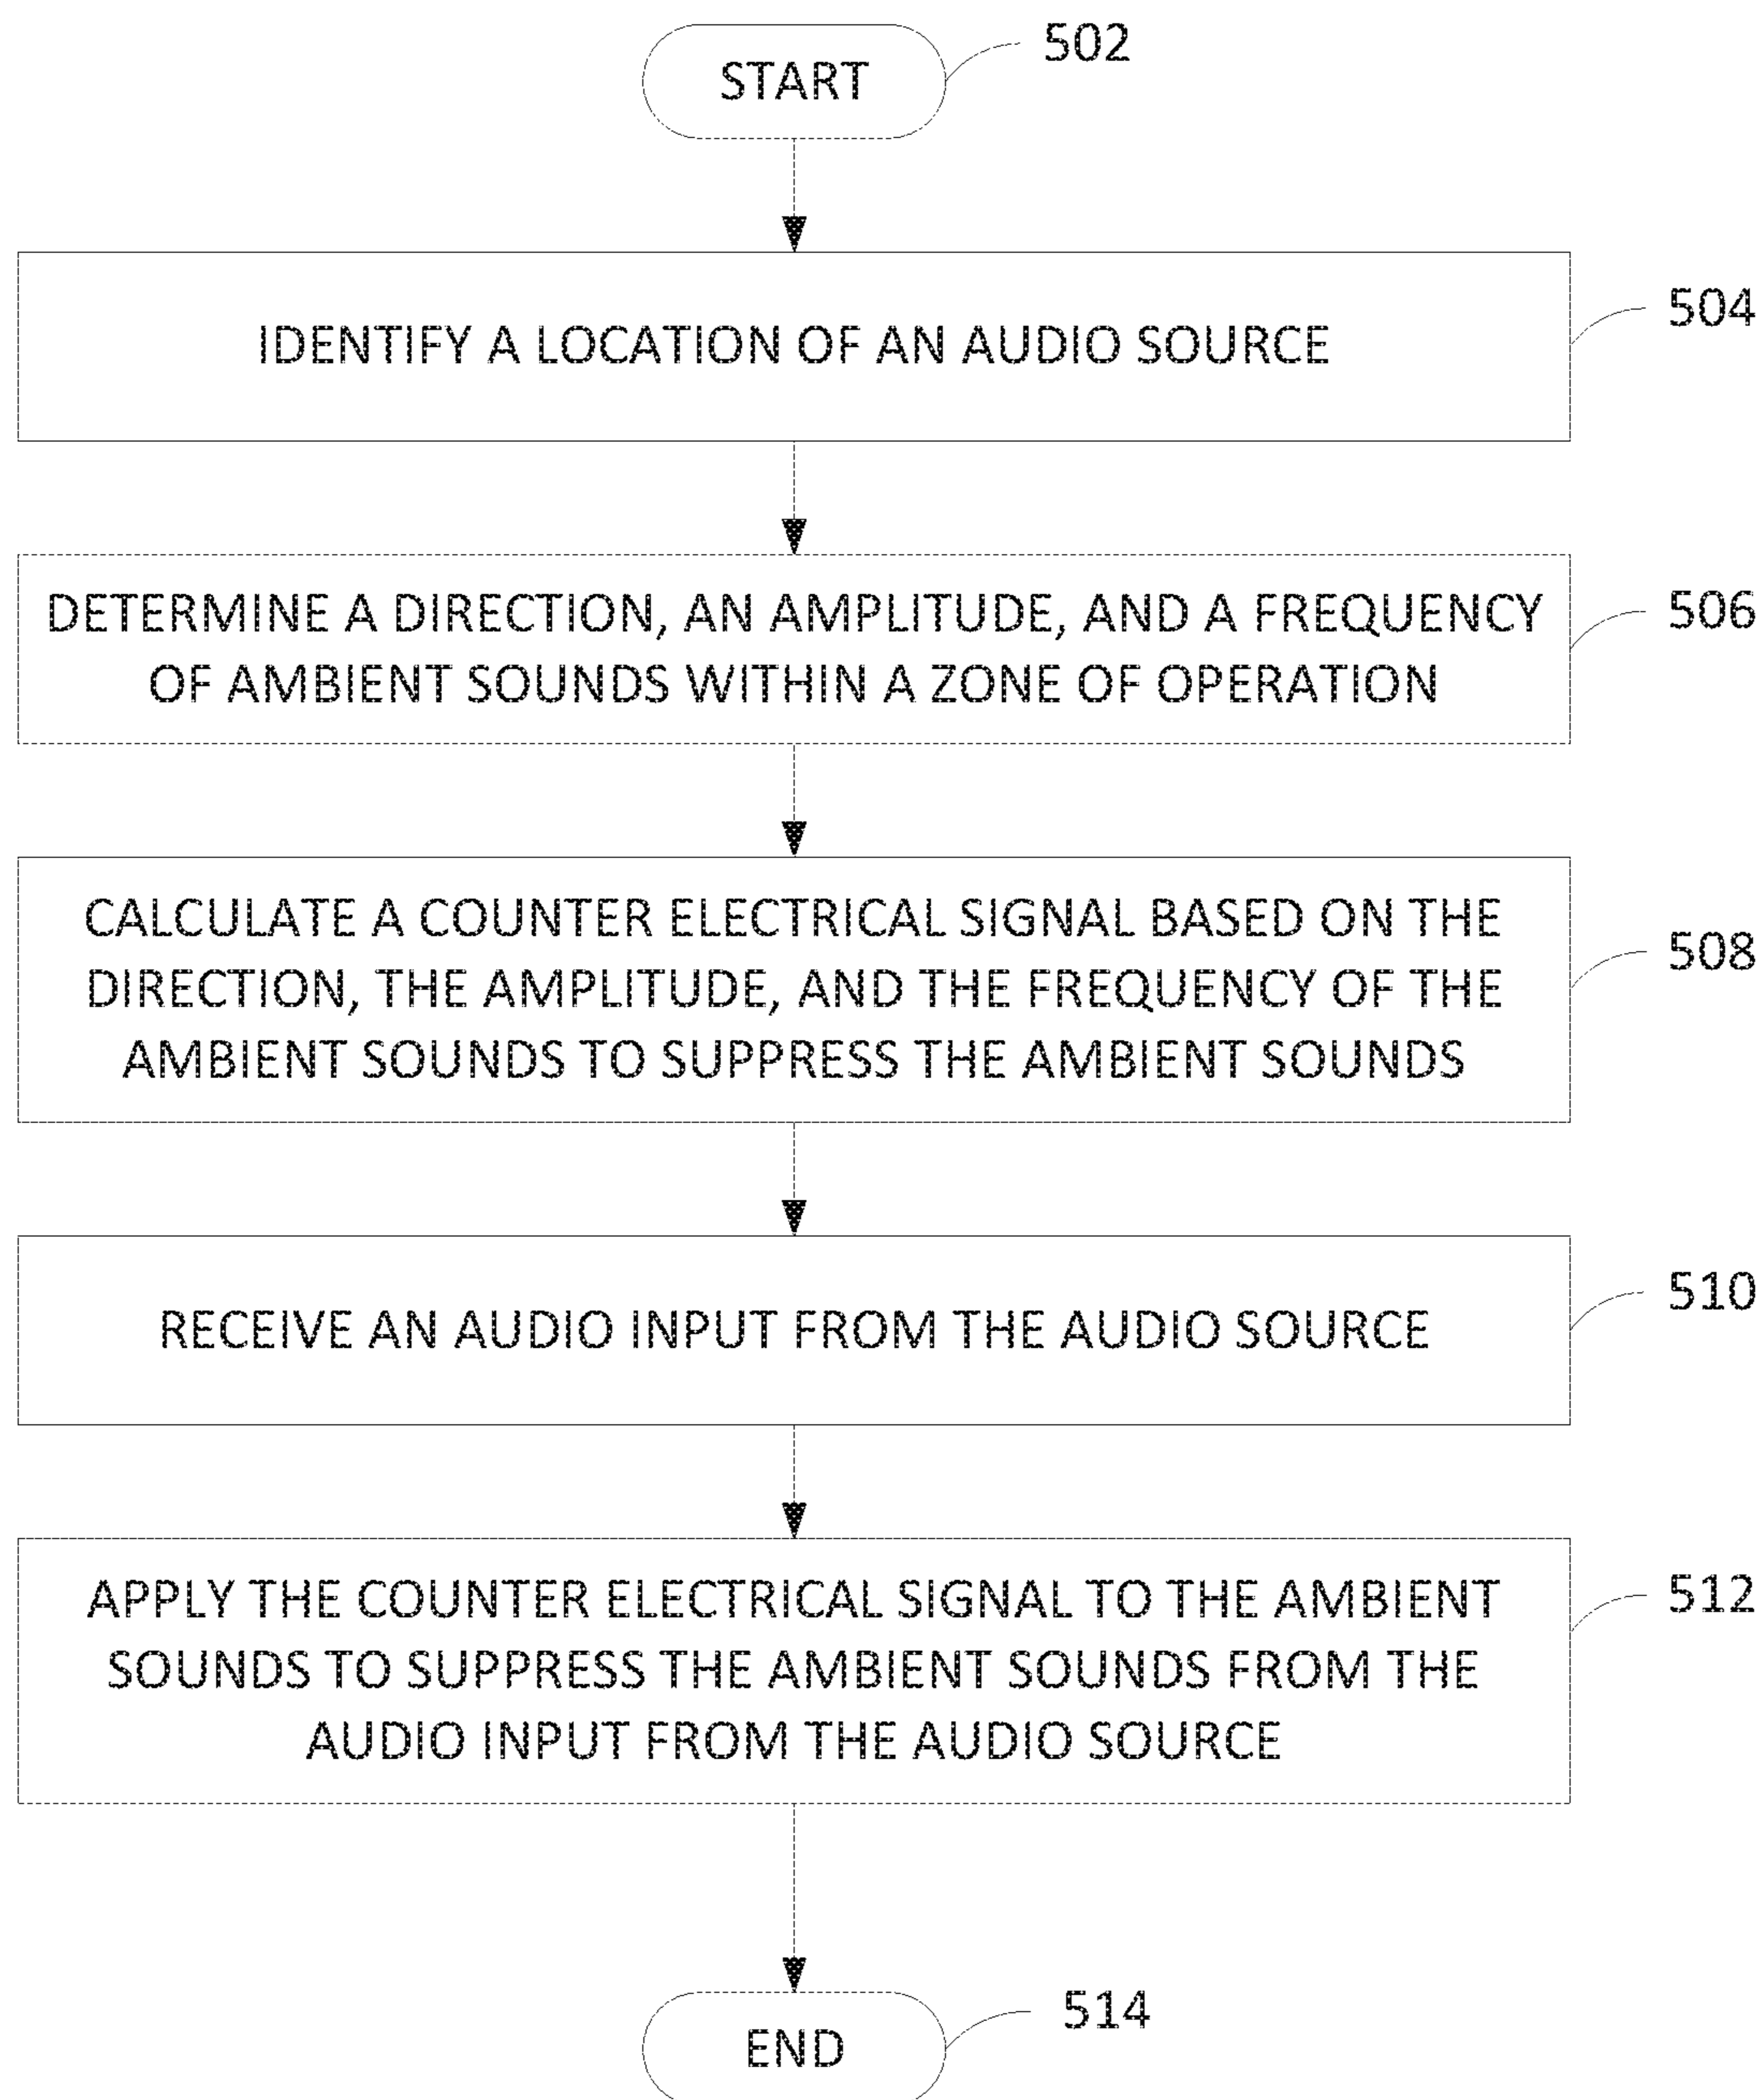 START
502
IDENTIFY A LOCATION OF AN AUDIO SOURCE
504
DETERMINE A DIRECTION, AN AMPLITUDE, AND A FREQUENCY
OF AMBIENT SOUNDS WITHIN A ZONE OF OPERATION
506
CALCULATE A COUNTER ELECTRICAL SIGNAL BASED ON THE
DIRECTION, THE AMPLITUDE, AND THE FREQUENCY OF THE
AMBIENT SOUNDS TO SUPPRESS THE AMBIENT SOUNDS
508
RECEIVE AN AUDIO INPUT FROM THE AUDIO SOURCE
510
APPLY THE COUNTER ELECTRICAL SIGNAL TO THE AMBIENT
SOUNDS TO SUPPRESS THE AMBIENT SOUNDS FROM THE
AUDIO INPUT FROM THE AUDIO SOURCE
512
END
514